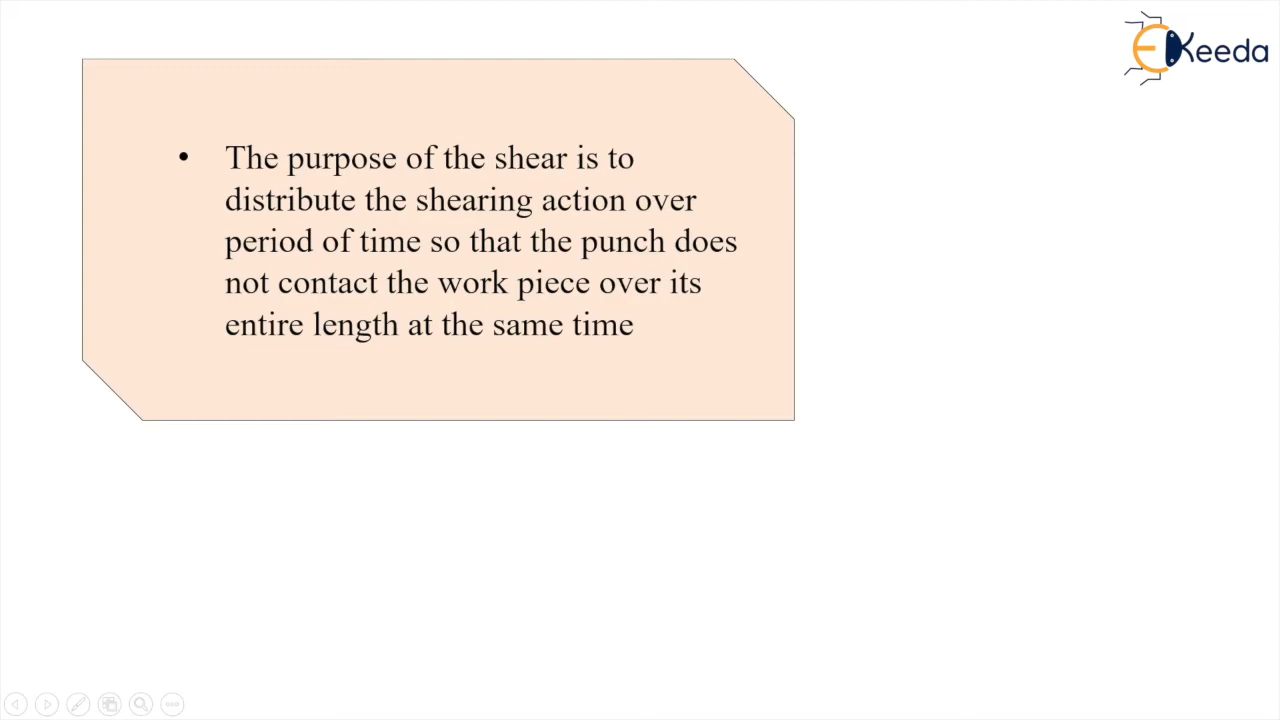 EKeeda
• The purpose of the shear is to
distribute the shearing action over
period of time so that the punch does
not contact the work piece over its
entire length at the same time